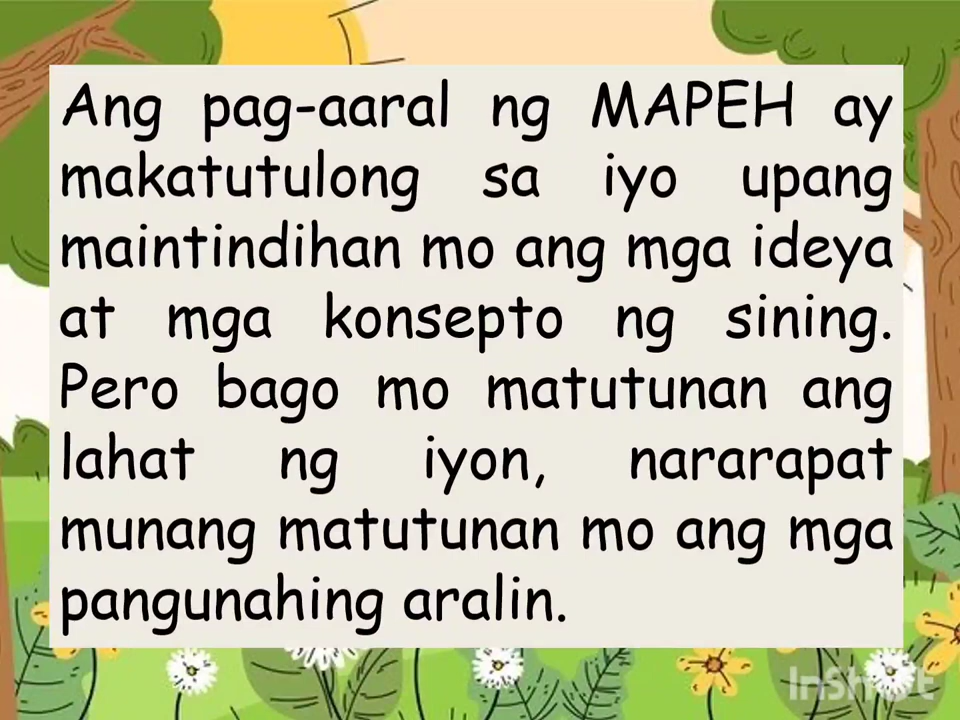 Ang pag-aaral ng MAPEH ay
makatutulong sa iyo upang
maintindihan mo ang mga ideya
at mga konsepto ng sining.
Pero bago mo matutunan ang
lahat ng iyon, nararapat
munang matutunan mo ang mga
pangunahing aralin.
InShot